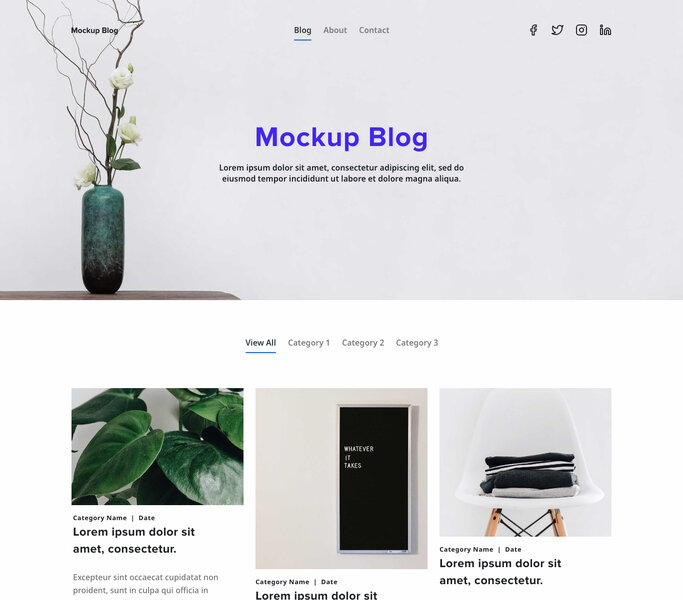 Mockup Blog
Blog About Contact
Mockup Blog
Lorem ipsum dolor sit amet, consectetur adipiscing elit, sed do
eiusmod tempor incididunt ut labore et dolore magna aliqua.
View All Category 1 Category 2 Category 3
Category Name | Date
Lorem ipsum dolor sit
amet, consectetur.
Excepteur sint occaecat cupidatat non
proident, sunt in culpa qui officia in
WHATEVER
IT
TAKES
Category Name | Date
Lorem ipsum dolor sit
Category Name | Date
Lorem ipsum dolor sit
amet, consectetur.